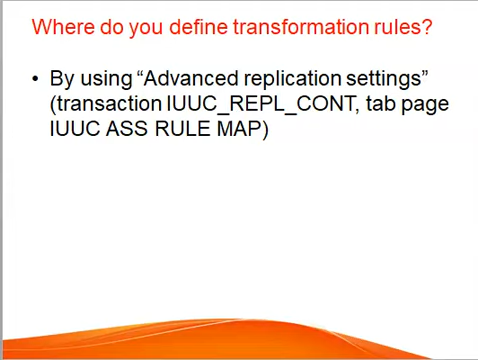 Where do you define transformation rules?
• By using “Advanced replication settings”
(transaction IUUC_REPL_CONT, tab page
IUUC ASS RULE MAP)